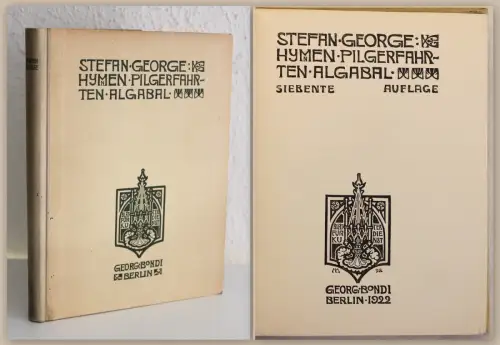 STEFAN·GEORGE:
HYMEN·PILGERFAHR-
TEN·ALGABAL·
GEORG·BONDI
BERLIN
STEFAN·GEORGE:
HYMEN·PILGERFAHR-
TEN·ALGABAL·
SIEBENTE AUFLAGE
GEORG·BONDI
BERLIN·1922